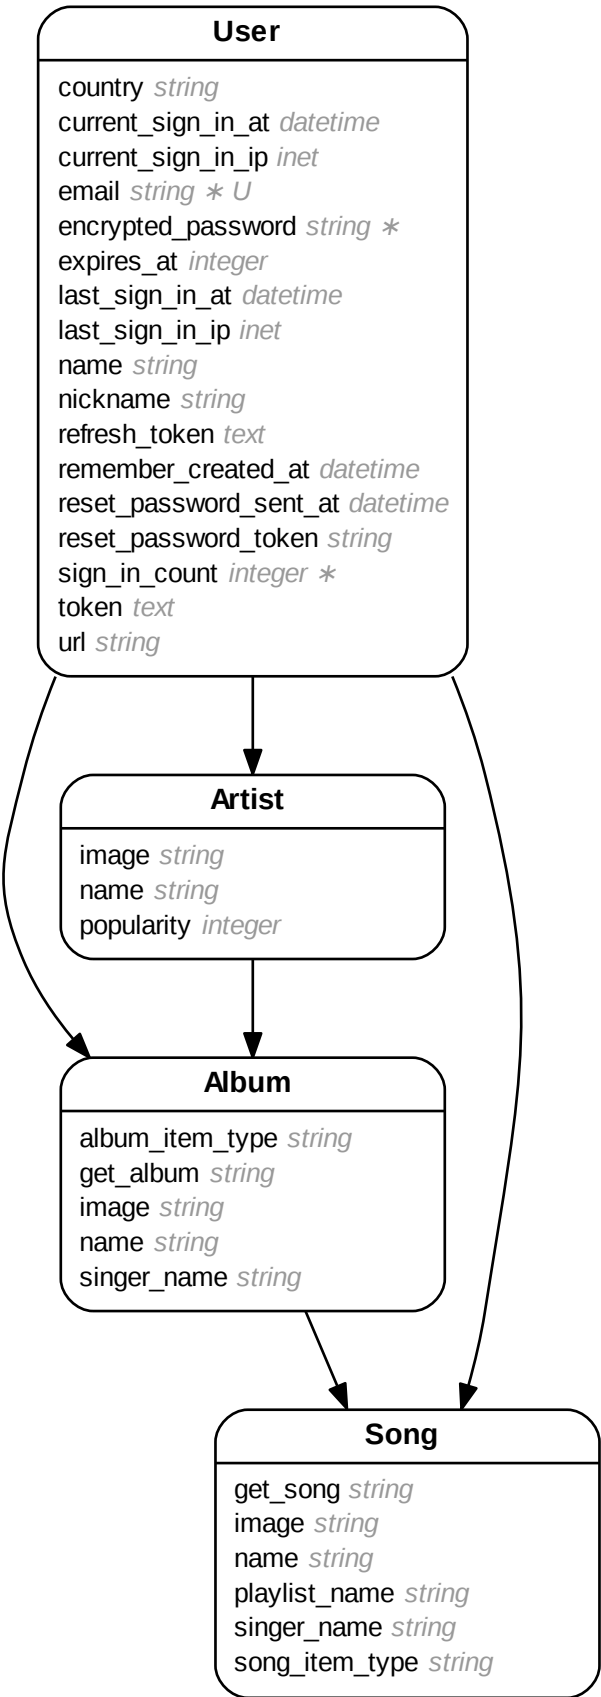 User
country string
current_sign_in_at datetime
current_sign_in_ip inet
email string ∗ U
encrypted_password string ∗
expires_at integer
last_sign_in_at datetime
last_sign_in_ip inet
name string
nickname string
refresh_token text
remember_created_at datetime
reset_password_sent_at datetime
reset_password_token string
sign_in_count integer ∗
token text
url string
Artist
image string
name string
popularity integer
Album
album_item_type string
get_album string
image string
name string
singer_name string
Song
get_song string
image string
name string
playlist_name string
singer_name string
song_item_type string